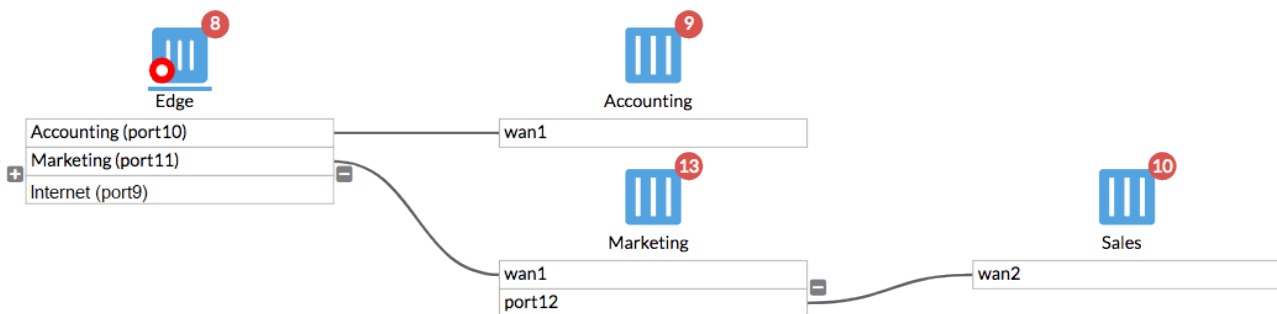 8
Edge
Accounting (port10)
Marketing (port11)
Internet (port9)
9
Accounting
wan1
13
Marketing
wan1
port12
10
Sales
wan2